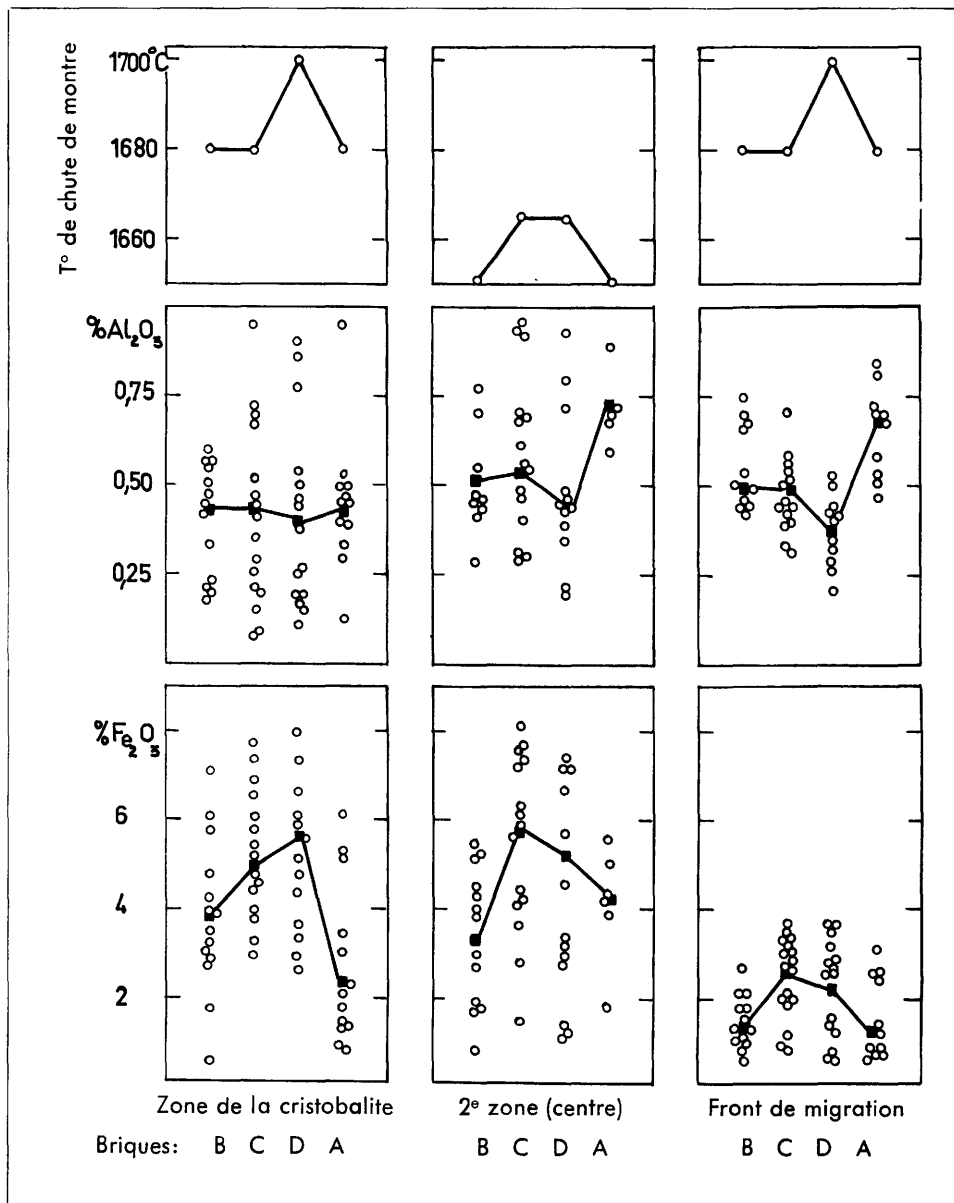 T° de chute de montre
1700°C
1680
1660
%Al₂O₃
0,75
0,50
0,25
%Fe₂O₃
6
4
2
Zone de la cristobalite
2ᵉ zone (centre)
Front de migration
Briques: B C D A B C D A B C D A